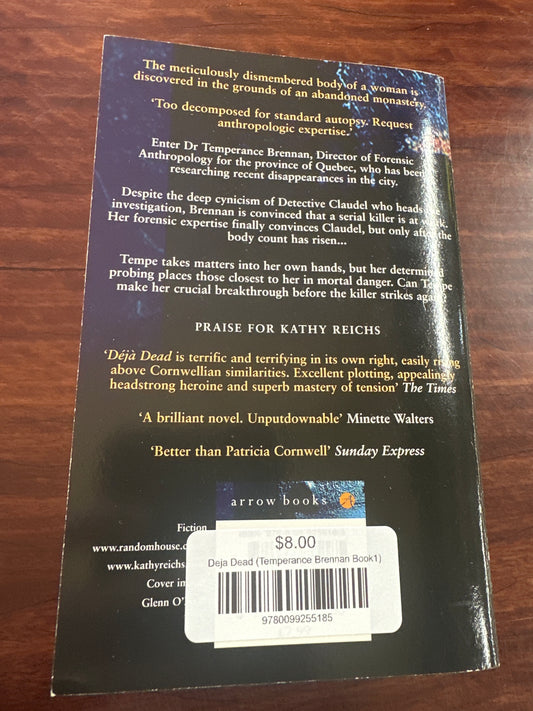 The meticulously dismembered body of a woman is
discovered in the grounds of an abandoned monastery.
‘Too decomposed for standard autopsy. Request
anthropologic expertise.’
Enter Dr Temperance Brennan, Director of Forensic
Anthropology for the province of Quebec, who has been
researching recent disappearances in the city.
Despite the deep cynicism of Detective Claudel who heads
investigation, Brennan is convinced that a serial killer is at
Her forensic expertise finally convinces Claudel, but only after the
body count has risen...
Tempe takes matters into her own hands, but her determined
probing places those closest to her in mortal danger. Can Tempe
make her crucial breakthrough before the killer strikes again?
PRAISE FOR KATHY REICHS
‘Déjà Dead is terrific and terrifying in its own right, easily rising
above Cornwellian similarities. Excellent plotting, appealingly
headstrong heroine and superb mastery of tension’ The Times
‘A brilliant novel. Unputdownable’ Minette Walters
‘Better than Patricia Cornwell’ Sunday Express
arrow books
Fiction
www.randomhouse.c
www.kathyreichs
Cover in
Glenn O'
$8.00
Deja Dead (Temperance Brennan Book1)
9780099255185
£7.99